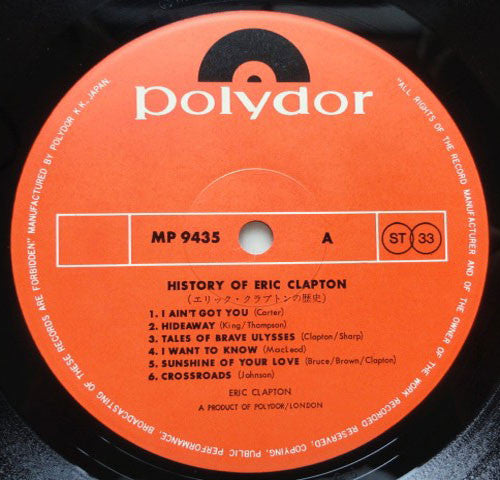 polydor
MP 9435 A ST 33
HISTORY OF ERIC CLAPTON
(エリック・クラプトンの歴史)
1. I AIN'T GOT YOU (Carter)
2. HIDEAWAY (King/Thompson)
3. TALES OF BRAVE ULYSSES (Clapton/Sharp)
4. I WANT TO KNOW (MacLeod)
5. SUNSHINE OF YOUR LOVE (Bruce/Brown/Clapton)
6. CROSSROADS (Johnson)
ERIC CLAPTON
A PRODUCT OF POLYDOR/LONDON
"ALL RIGHTS OF THE RECORD MANUFACTURER AND OF THE OWNER OF THE WORK RECORDED RESERVED, COPYING, PUBLIC PERFORMANCE, BROADCASTING OF THESE RECORDS ARE FORBIDDEN" MANUFACTURED BY POLYDOR K.K., JAPAN.